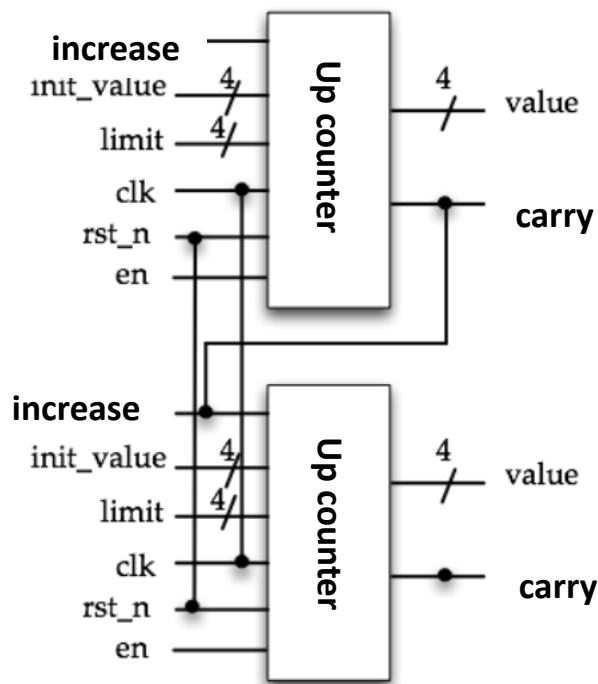 increase
init_value
4
limit
4
clk
rst_n
en
Up counter
4
value
carry
increase
init_value
4
limit
4
clk
rst_n
en
Up counter
4
value
carry